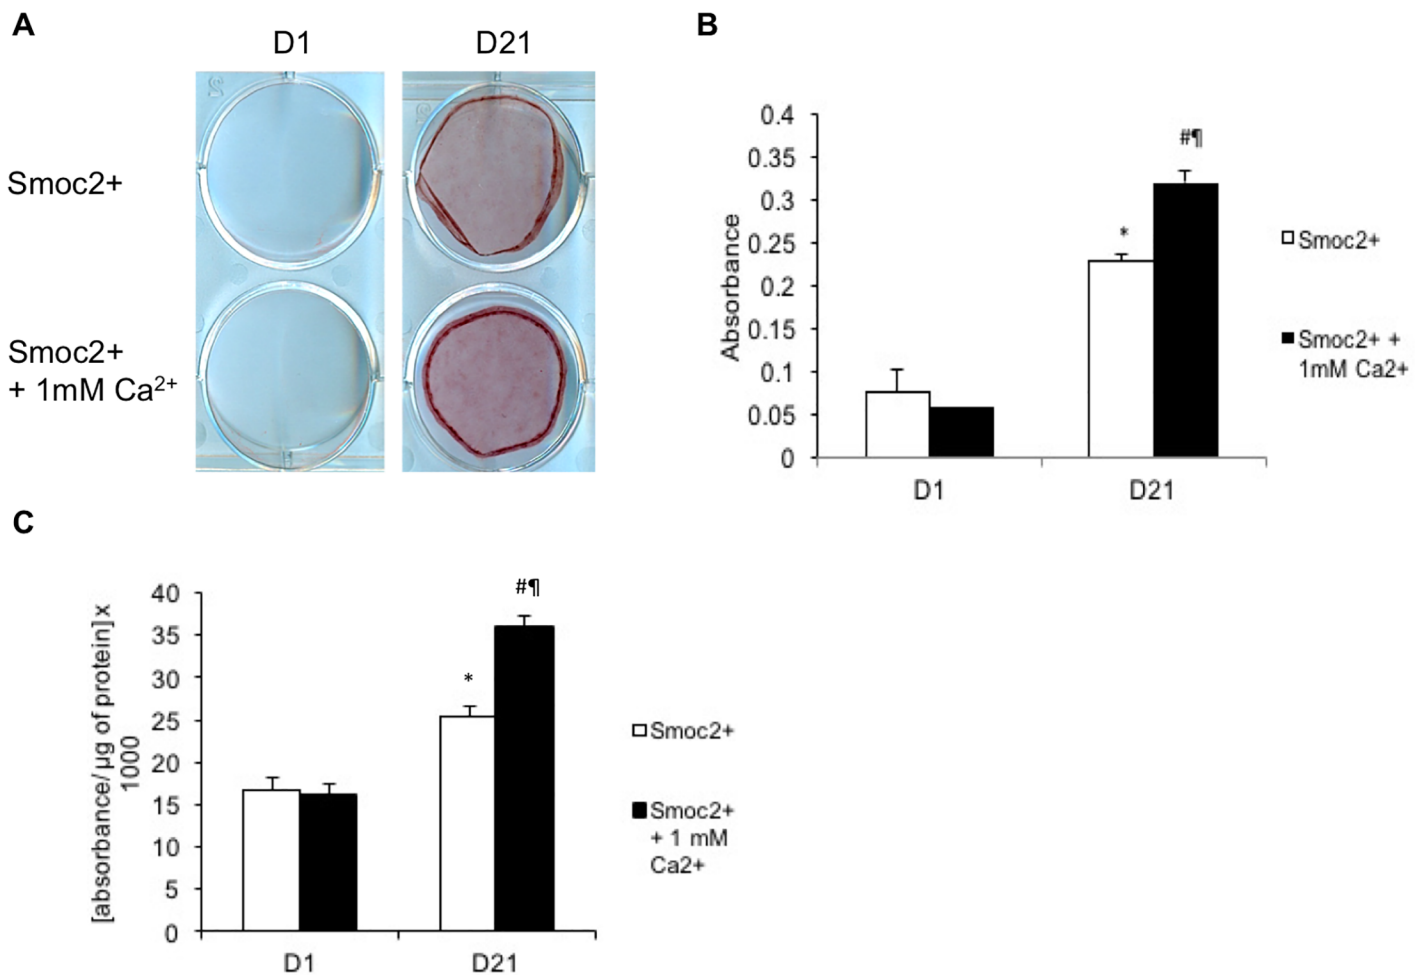 A
D1
D21
Smoc2+
Smoc2+
+ 1mM Ca²⁺
B
0.4
0.35
0.3
0.25
0.2
0.15
0.1
0.05
0
Absorbance
*
#¶
D1
D21
Smoc2+
Smoc2+ +
1mM Ca2+
C
[absorbance/ µg of protein] x
1000
40
35
30
25
20
15
10
5
0
*
#¶
D1
D21
Smoc2+
Smoc2+
+ 1 mM
Ca2+